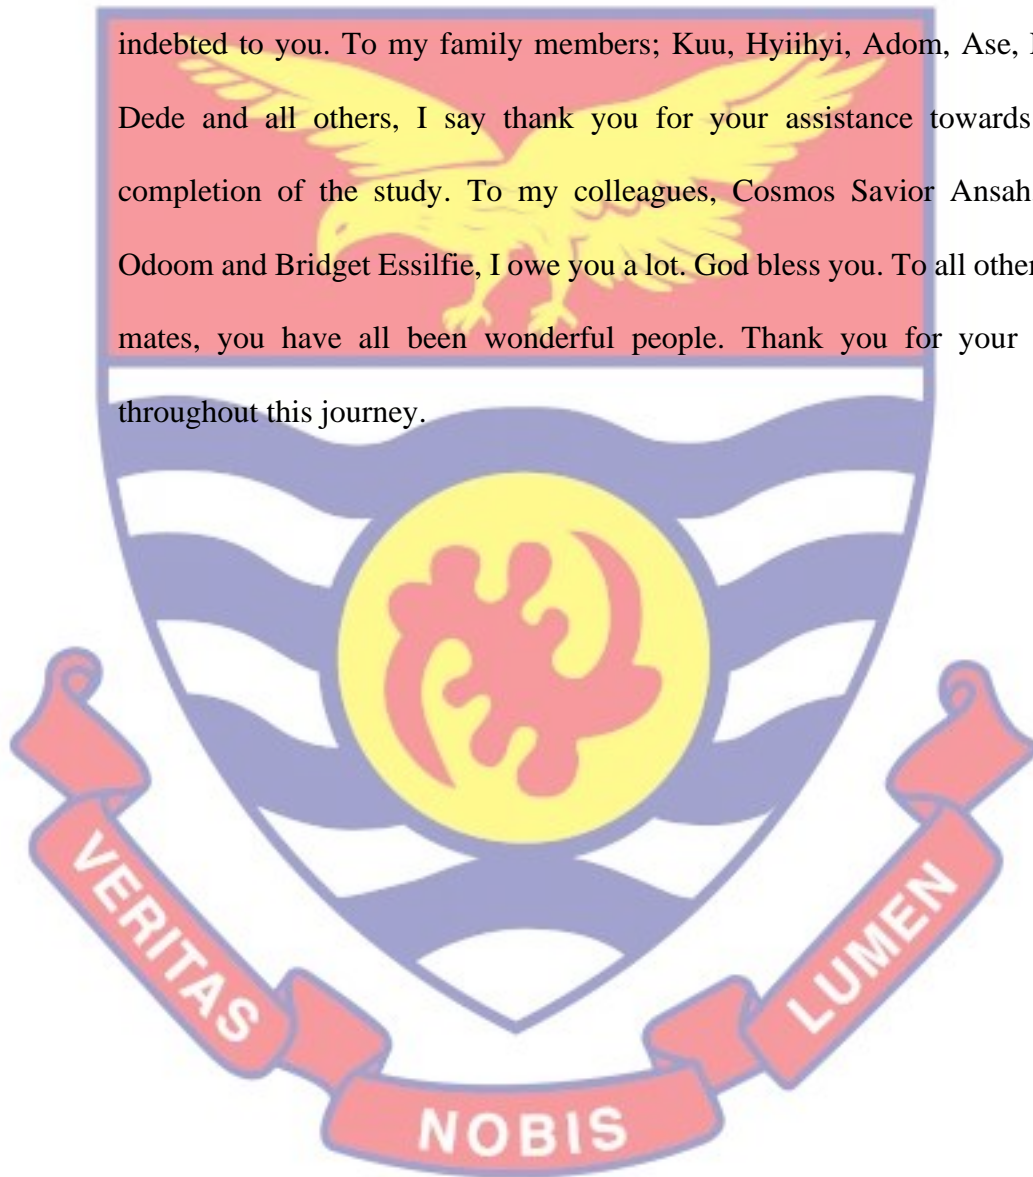 indebted to you. To my family members; Kuu, Hyiihyi, Adom, Ase,
Dede and all others, I say thank you for your assistance towards
completion of the study. To my colleagues, Cosmos Savior Ansah
Odoom and Bridget Essilfie, I owe you a lot. God bless you. To all other
mates, you have all been wonderful people. Thank you for your
throughout this journey.
VERITAS
NOBIS
LUMEN